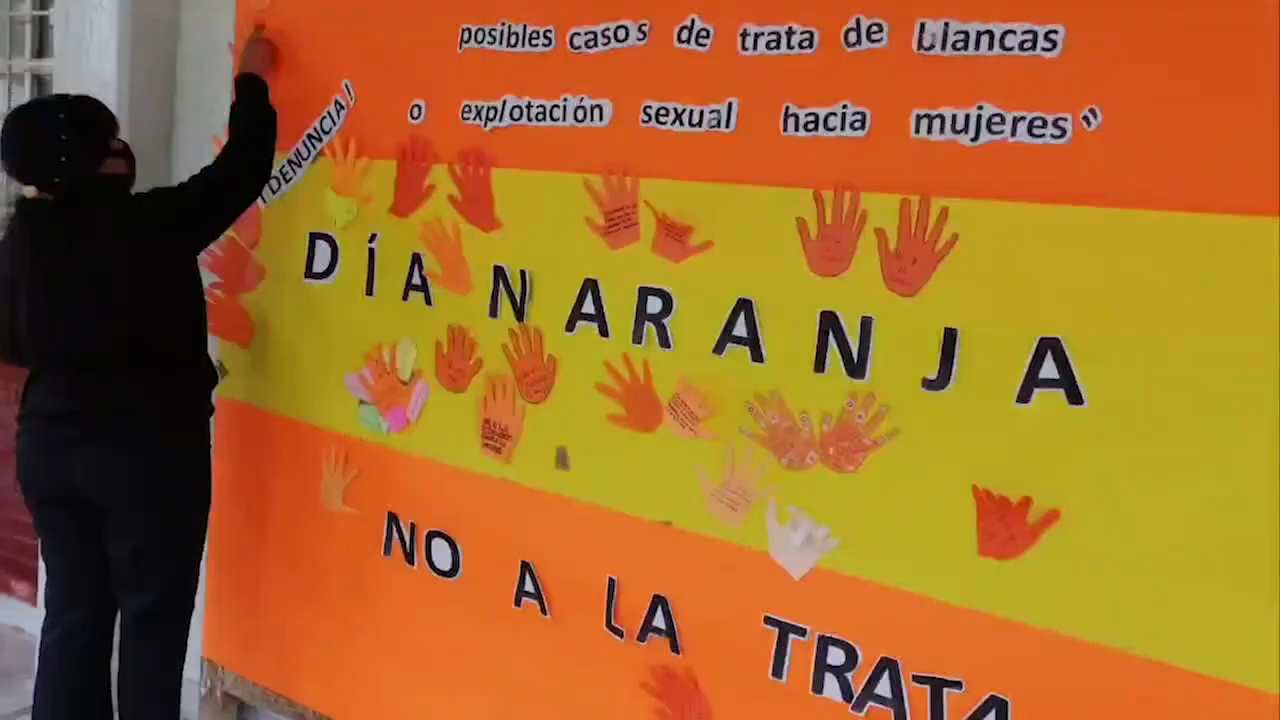 posibles casos de trata de blancas
o explotación sexual hacia mujeres”
¡DENUNCIA!
DÍA NARANJA
NO A LA TRATA